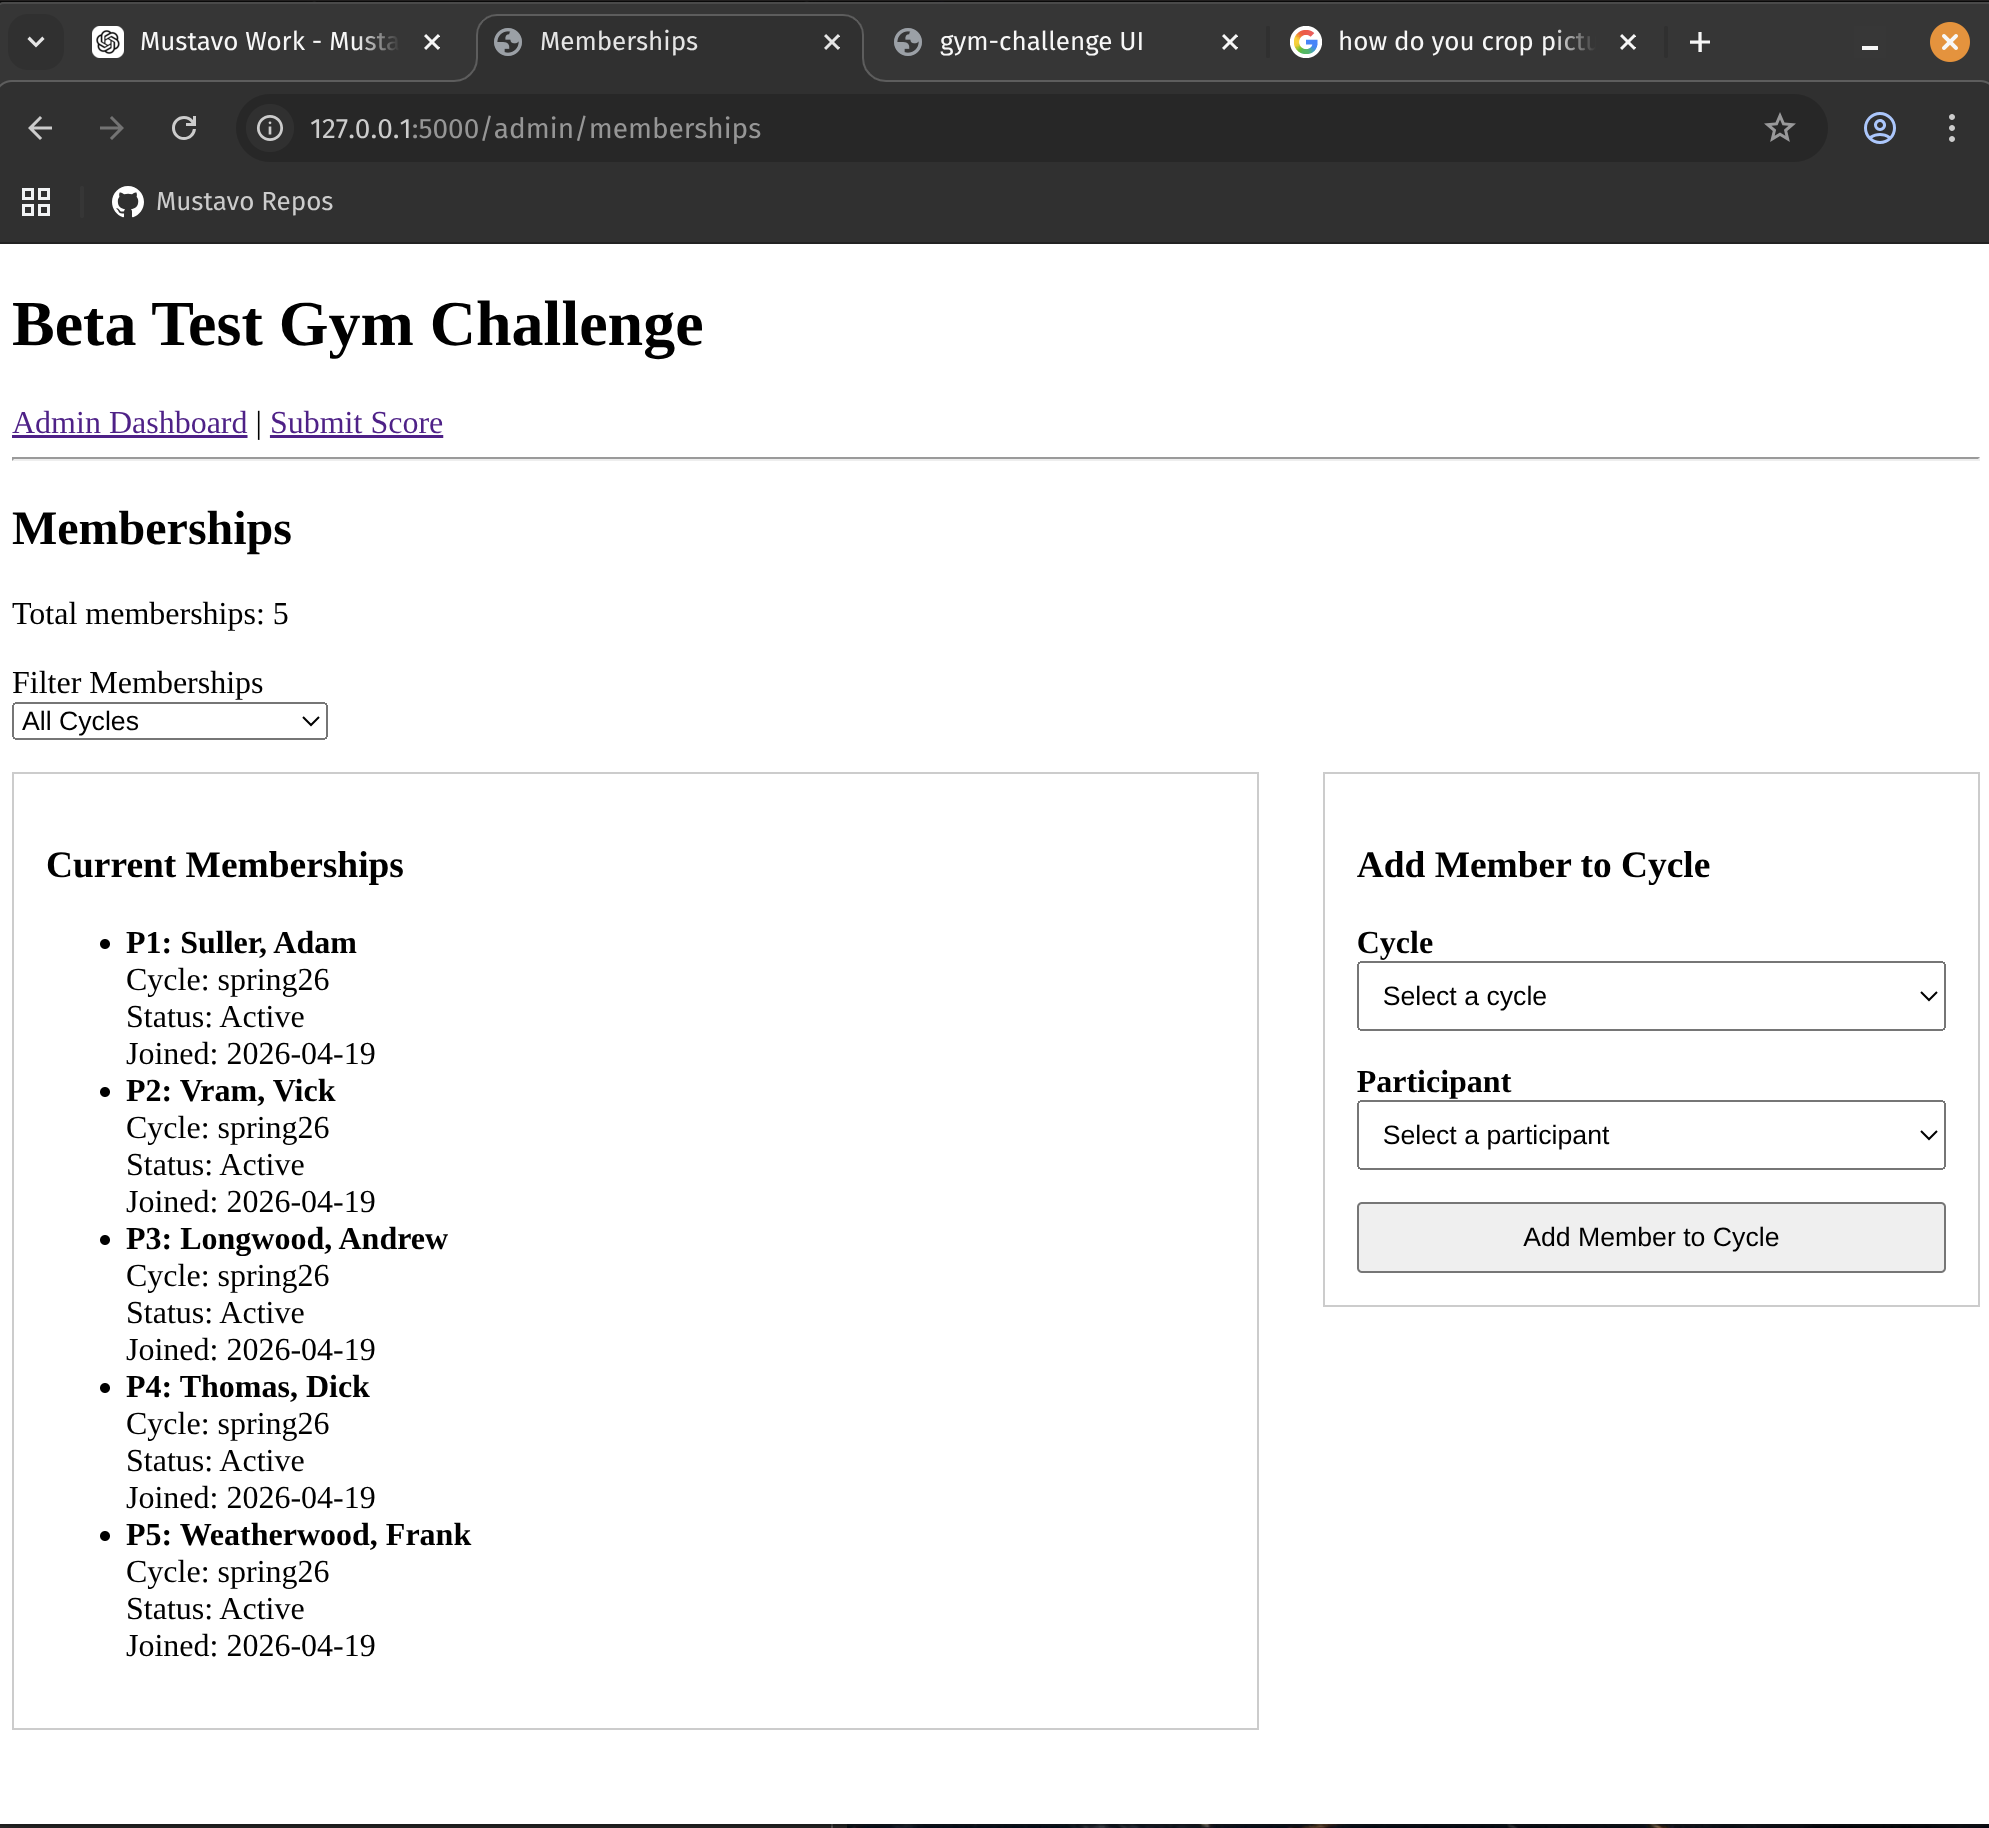 Mustavo Work - Musta
Memberships
gym-challenge UI
how do you crop pictu
127.0.0.1:5000/admin/memberships
Mustavo Repos
Beta Test Gym Challenge
Admin Dashboard | Submit Score
Memberships
Total memberships: 5
Filter Memberships
All Cycles
Current Memberships
P1: Suller, Adam
Cycle: spring26
Status: Active
Joined: 2026-04-19
P2: Vram, Vick
Cycle: spring26
Status: Active
Joined: 2026-04-19
P3: Longwood, Andrew
Cycle: spring26
Status: Active
Joined: 2026-04-19
P4: Thomas, Dick
Cycle: spring26
Status: Active
Joined: 2026-04-19
P5: Weatherwood, Frank
Cycle: spring26
Status: Active
Joined: 2026-04-19
Add Member to Cycle
Cycle
Select a cycle
Participant
Select a participant
Add Member to Cycle